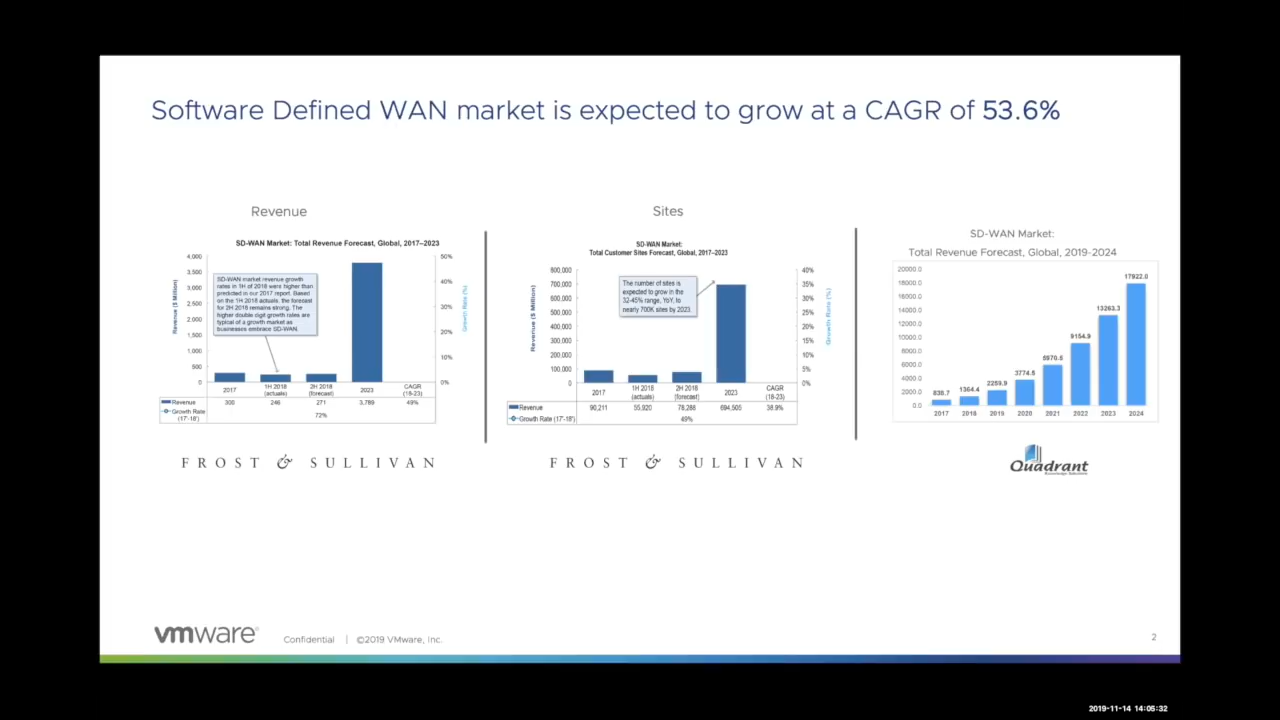 Software Defined WAN market is expected to grow at a CAGR of 53.6%
Revenue
SD-WAN Market: Total Revenue Forecast, Global, 2017–2023
Revenue ($ Million)
4,000
3,500
3,000
2,500
2,000
1,500
1,000
500
0
SD-WAN market revenue growth
rates in 1H of 2018 were higher than
predicted in our 2017 report. Based
on the 1H 2018 actuals, the forecast
for 2H 2018 remains strong. The
higher double digit growth rates are
typical of a growth market as
businesses embrace SD-WAN.
50%
40%
30%
20%
10%
0%
Growth Rate (%)
2017
1H 2018
(actuals)
2H 2018
(forecast)
2023
CAGR
(18-23)
Revenue 300 246 271 3,789 49%
Growth Rate
(17'-18')
72%
FROST & SULLIVAN
Sites
SD-WAN Market:
Total Customer Sites Forecast, Global, 2017–2023
Revenue ($ Million)
800,000
700,000
600,000
500,000
400,000
300,000
200,000
100,000
0
The number of sites is
expected to grow in the
32-45% range, YoY, to
nearly 700K sites by 2023
40%
35%
30%
25%
20%
15%
10%
5%
0%
Growth Rate (%)
2017
1H 2018
(actuals)
2H 2018
(forecast)
2023
CAGR
(18-23)
Revenue 90,211 55,920 78,286 694,505 38.9%
Growth Rate (17'-18') 49%
FROST & SULLIVAN
SD-WAN Market:
Total Revenue Forecast, Global, 2019-2024
20000.0
18000.0
16000.0
14000.0
12000.0
10000.0
8000.0
6000.0
4000.0
2000.0
0.0
838.7
1364.4
2259.9
3774.5
5970.5
9154.9
13263.3
17922.0
2017 2018 2019 2020 2021 2022 2023 2024
Quadrant
vmware®
Confidential | ©2019 VMware, Inc.
2
2019-11-14 14:05:32